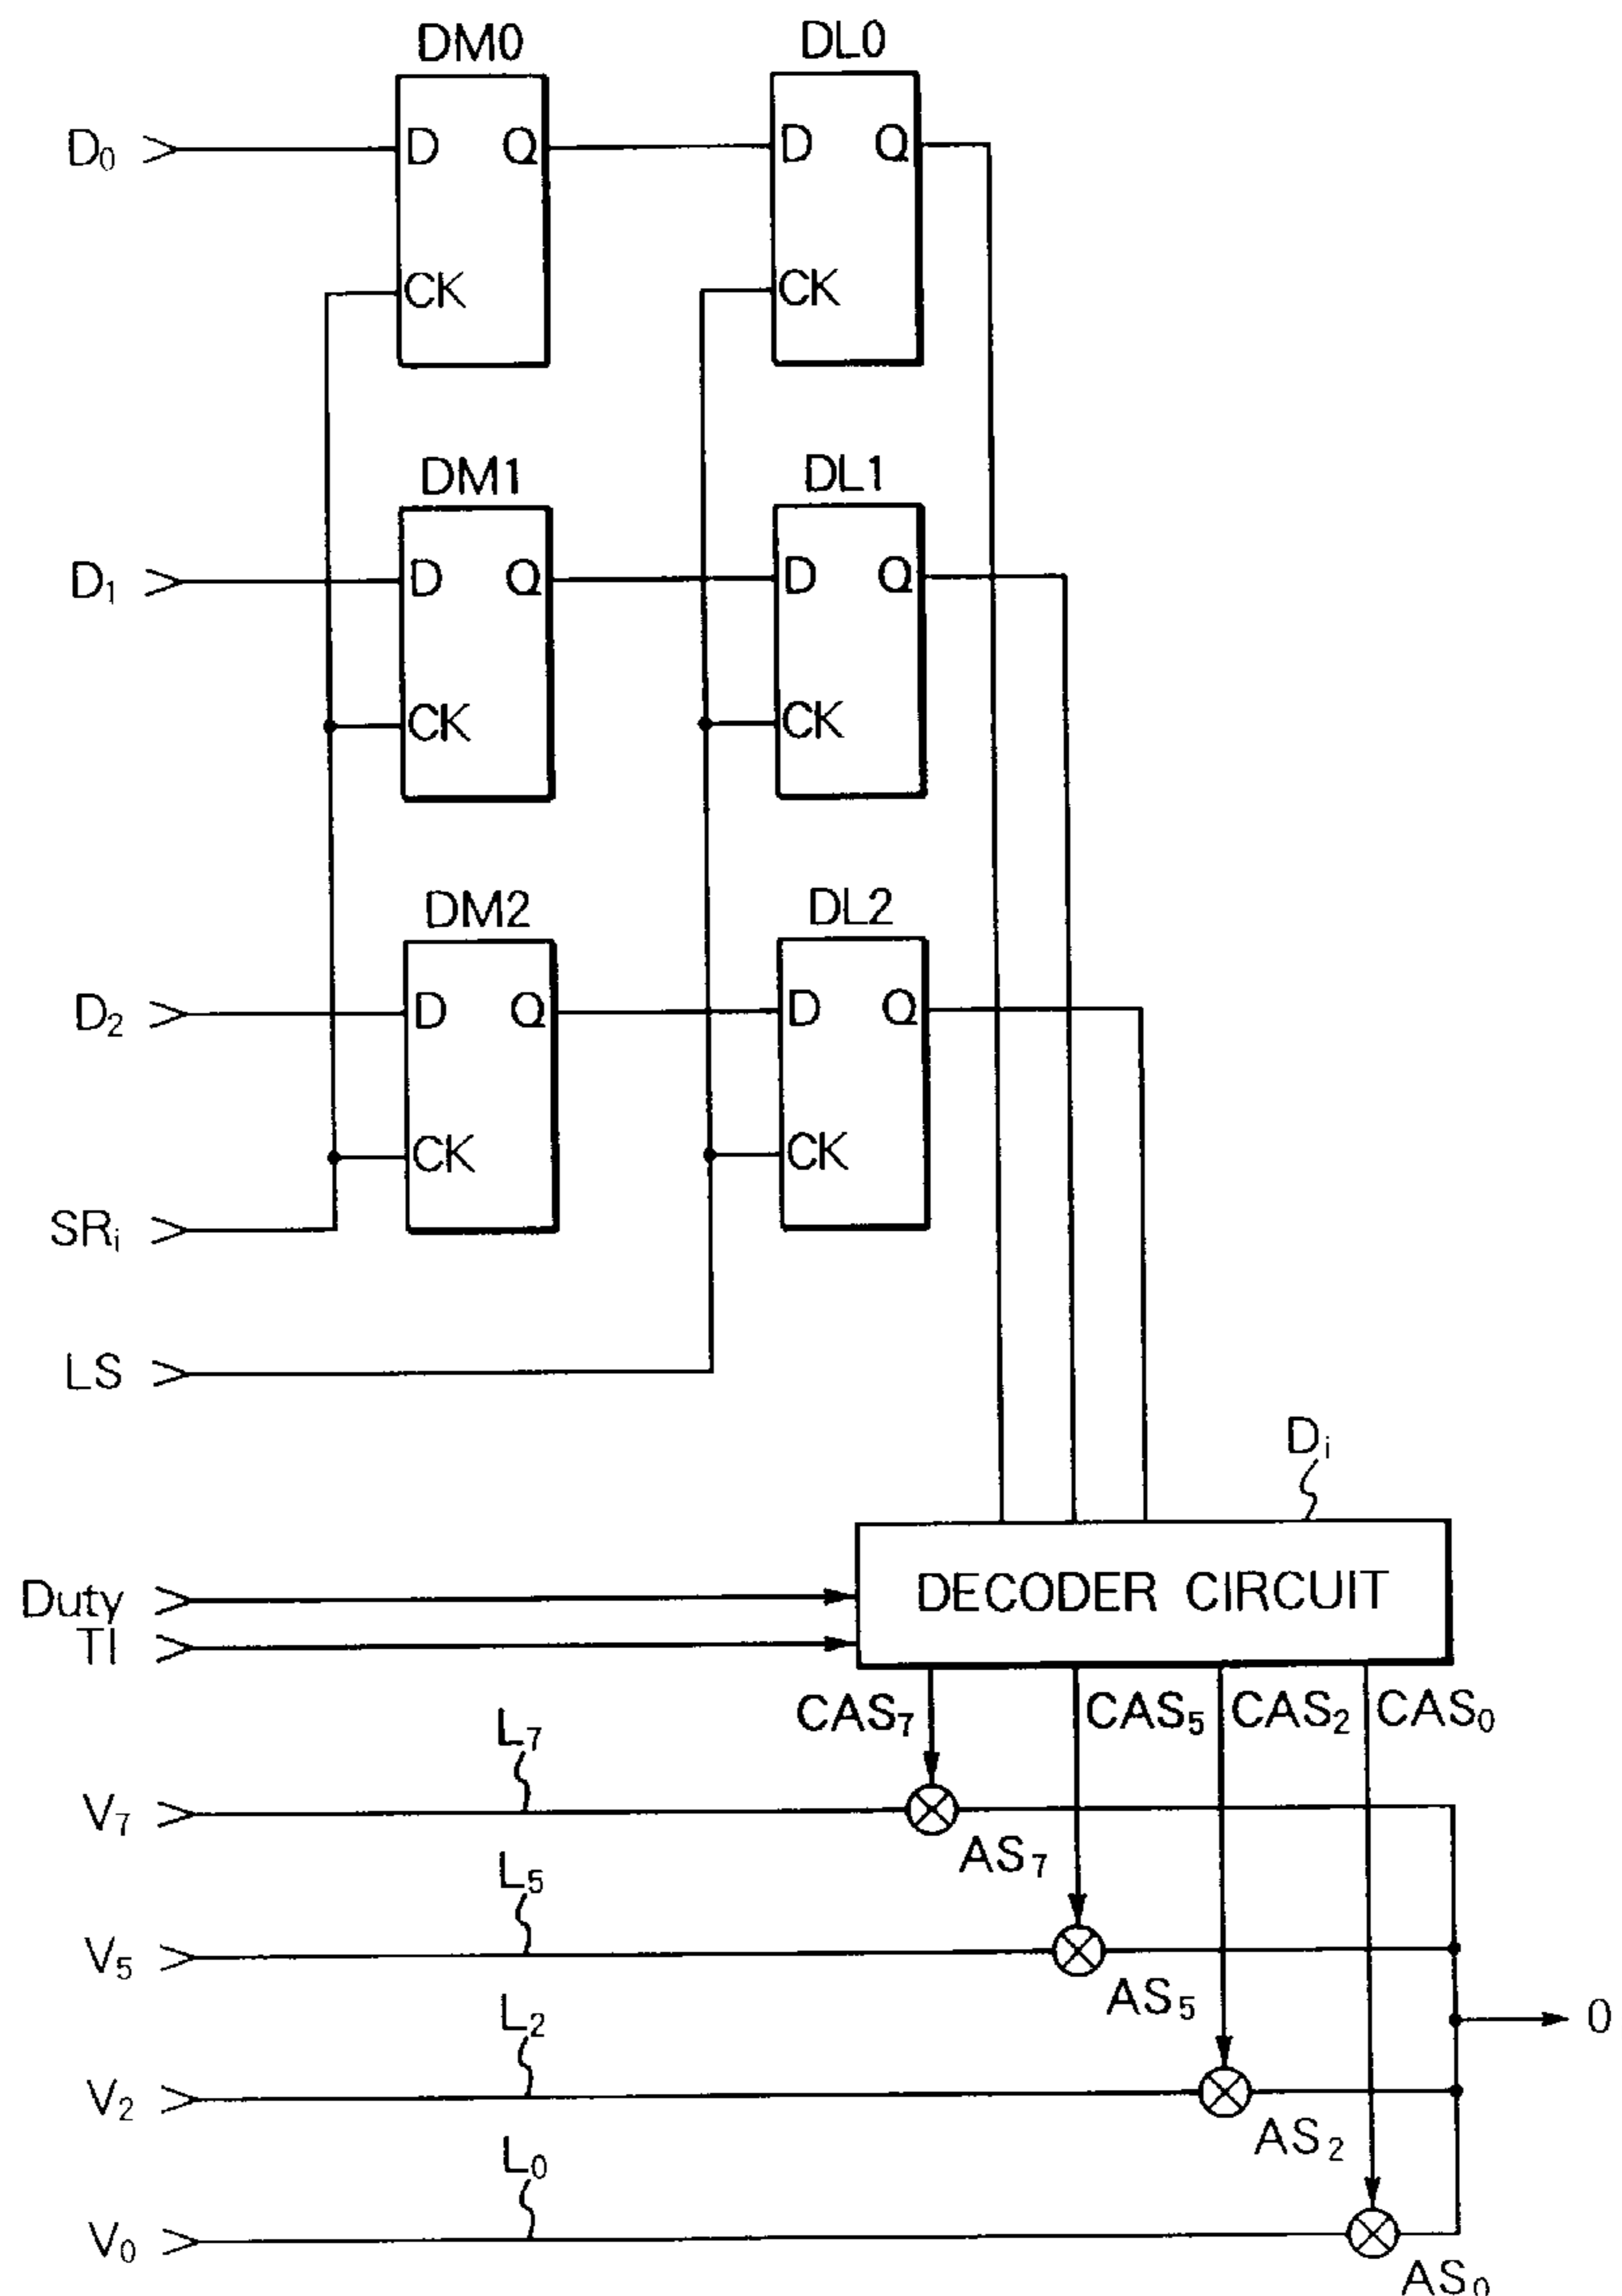 DM0 DL0
D₀ D Q D Q
CK CK
DM1 DL1
D₁ D Q D Q
CK CK
DM2 DL2
D₂ D Q D Q
CK CK
SRᵢ
LS
Dᵢ
DECODER CIRCUIT
Duty
TI
CAS₇ CAS₅ CAS₂ CAS₀
L₇
V₇
AS₇
L₅
V₅
AS₅
O
L₂
V₂
AS₂
L₀
V₀
AS₀